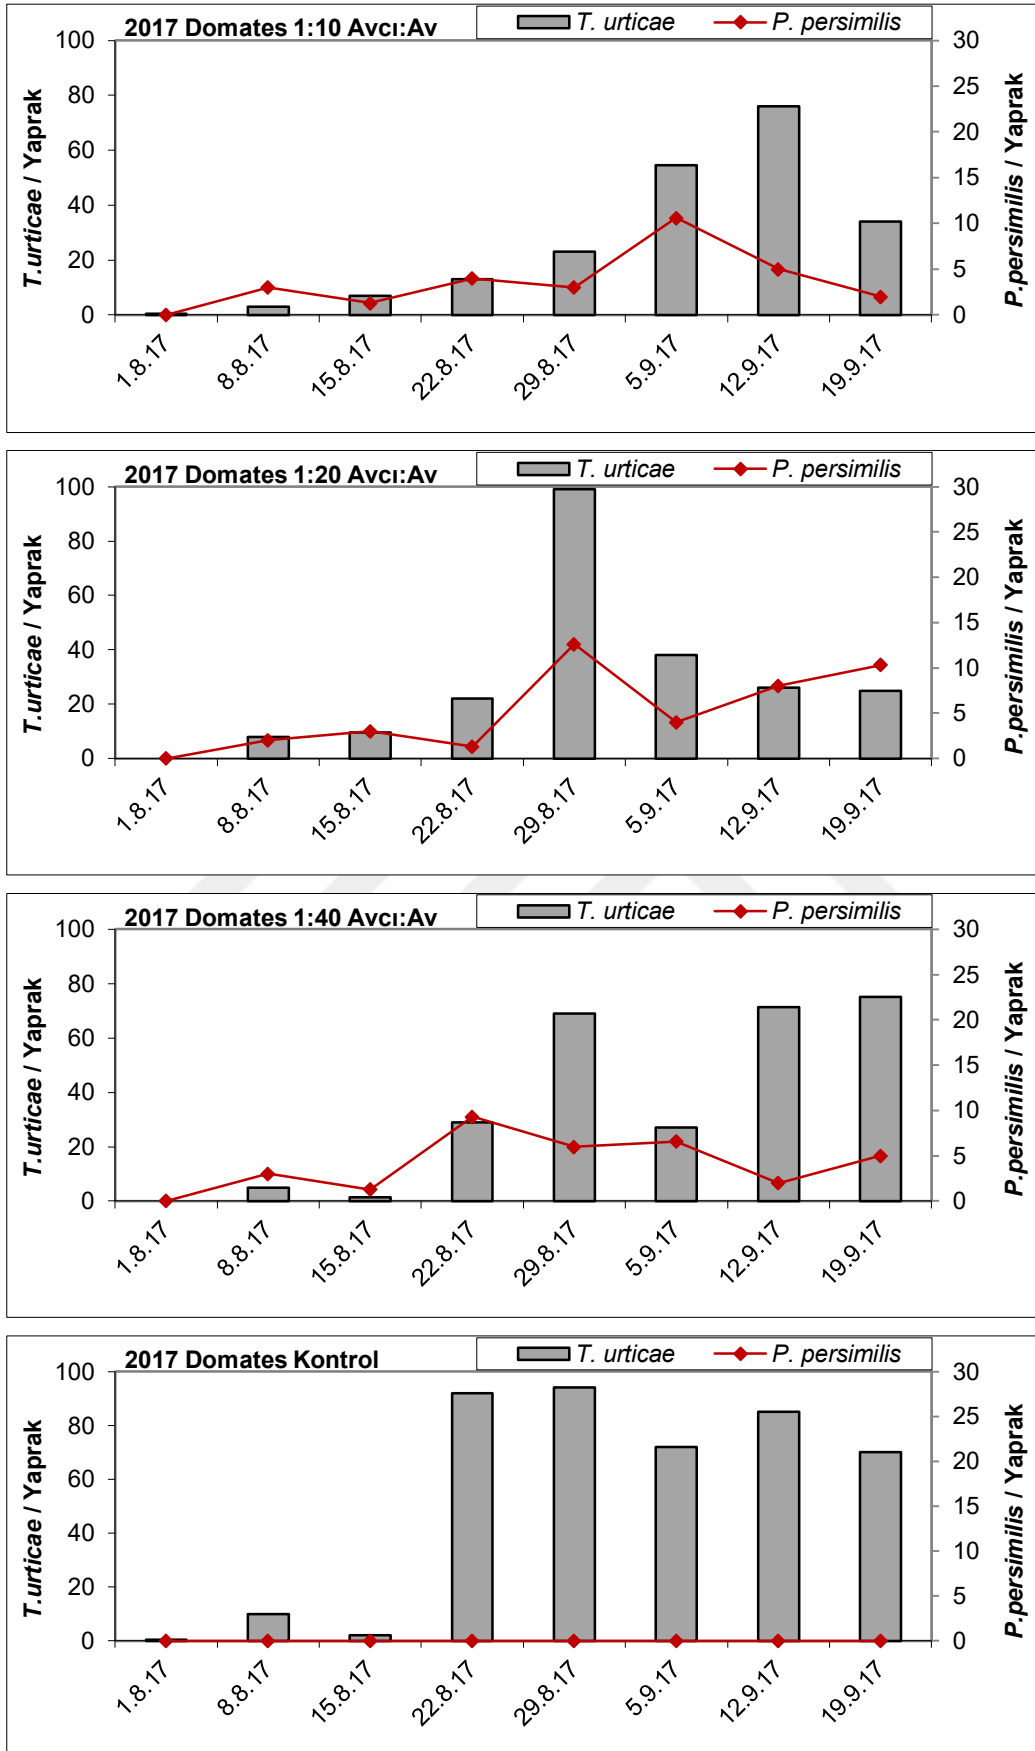 2017 Domates 1:10 Avcı:Av
T. urticae P. persimilis
T.urticae / Yaprak
100
80
60
40
20
0
30
25
20
15
10
5
0
P.persimilis / Yaprak
1.8.17 8.8.17 15.8.17 22.8.17 29.8.17 5.9.17 12.9.17 19.9.17
2017 Domates 1:20 Avcı:Av
T. urticae P. persimilis
T.urticae / Yaprak
100
80
60
40
20
0
30
25
20
15
10
5
0
P.persimilis / Yaprak
1.8.17 8.8.17 15.8.17 22.8.17 29.8.17 5.9.17 12.9.17 19.9.17
2017 Domates 1:40 Avcı:Av
T. urticae P. persimilis
T.urticae / Yaprak
100
80
60
40
20
0
30
25
20
15
10
5
0
P.persimilis / Yaprak
1.8.17 8.8.17 15.8.17 22.8.17 29.8.17 5.9.17 12.9.17 19.9.17
2017 Domates Kontrol
T. urticae P. persimilis
T.urticae / Yaprak
100
80
60
40
20
0
30
25
20
15
10
5
0
P.persimilis / Yaprak
1.8.17 8.8.17 15.8.17 22.8.17 29.8.17 5.9.17 12.9.17 19.9.17